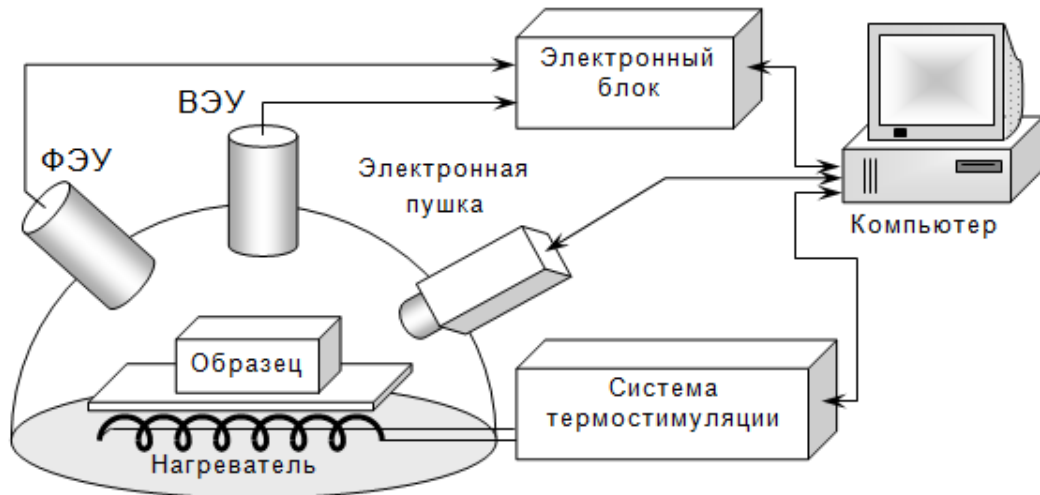 Электронный
блок
ВЭУ
ФЭУ
Электронная
пушка
Компьютер
Образец
Система
термостимуляции
Нагреватель